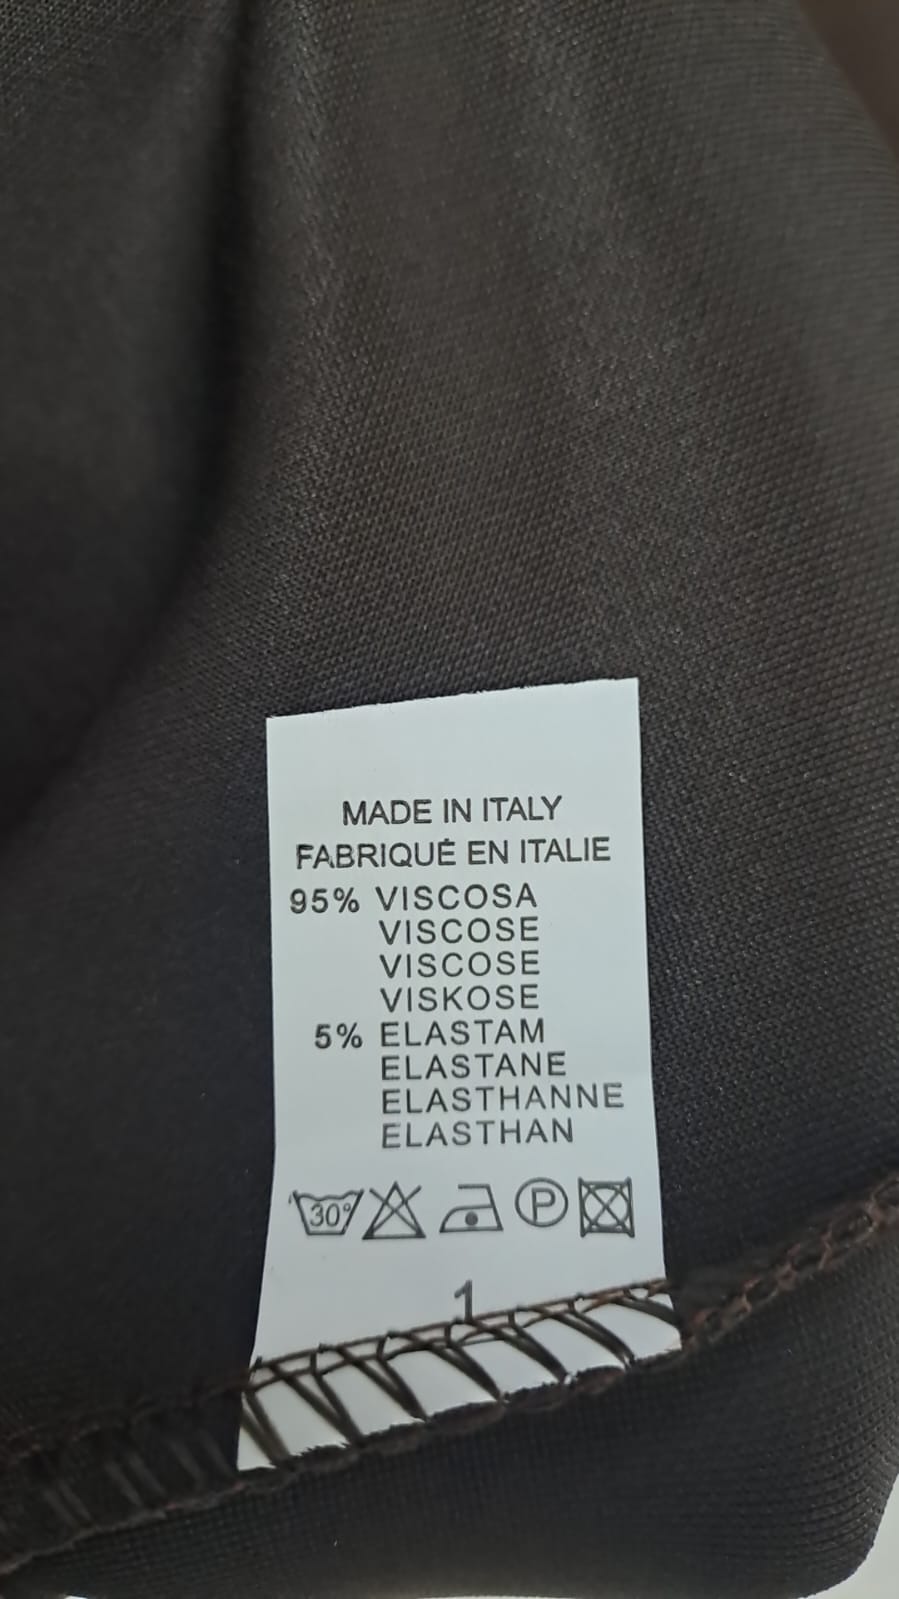 MADE IN ITALY
FABRIQUÉ EN ITALIE
95% VISCOSA
VISCOSE
VISCOSE
VISKOSE
5% ELASTAM
ELASTANE
ELASTHANNE
ELASTHAN
30° P
1